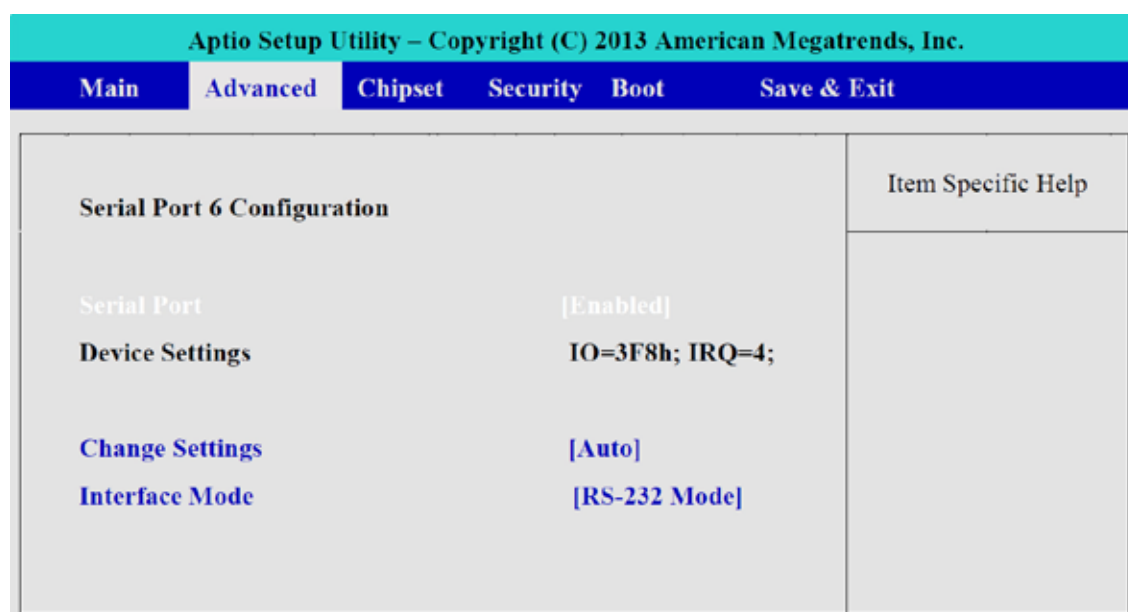 Aptio Setup Utility – Copyright (C) 2013 American Megatrends, Inc.
Main Advanced Chipset Security Boot Save & Exit
Serial Port 6 Configuration
Item Specific Help
Serial Port [Enabled]
Device Settings IO=3F8h; IRQ=4;
Change Settings [Auto]
Interface Mode [RS-232 Mode]